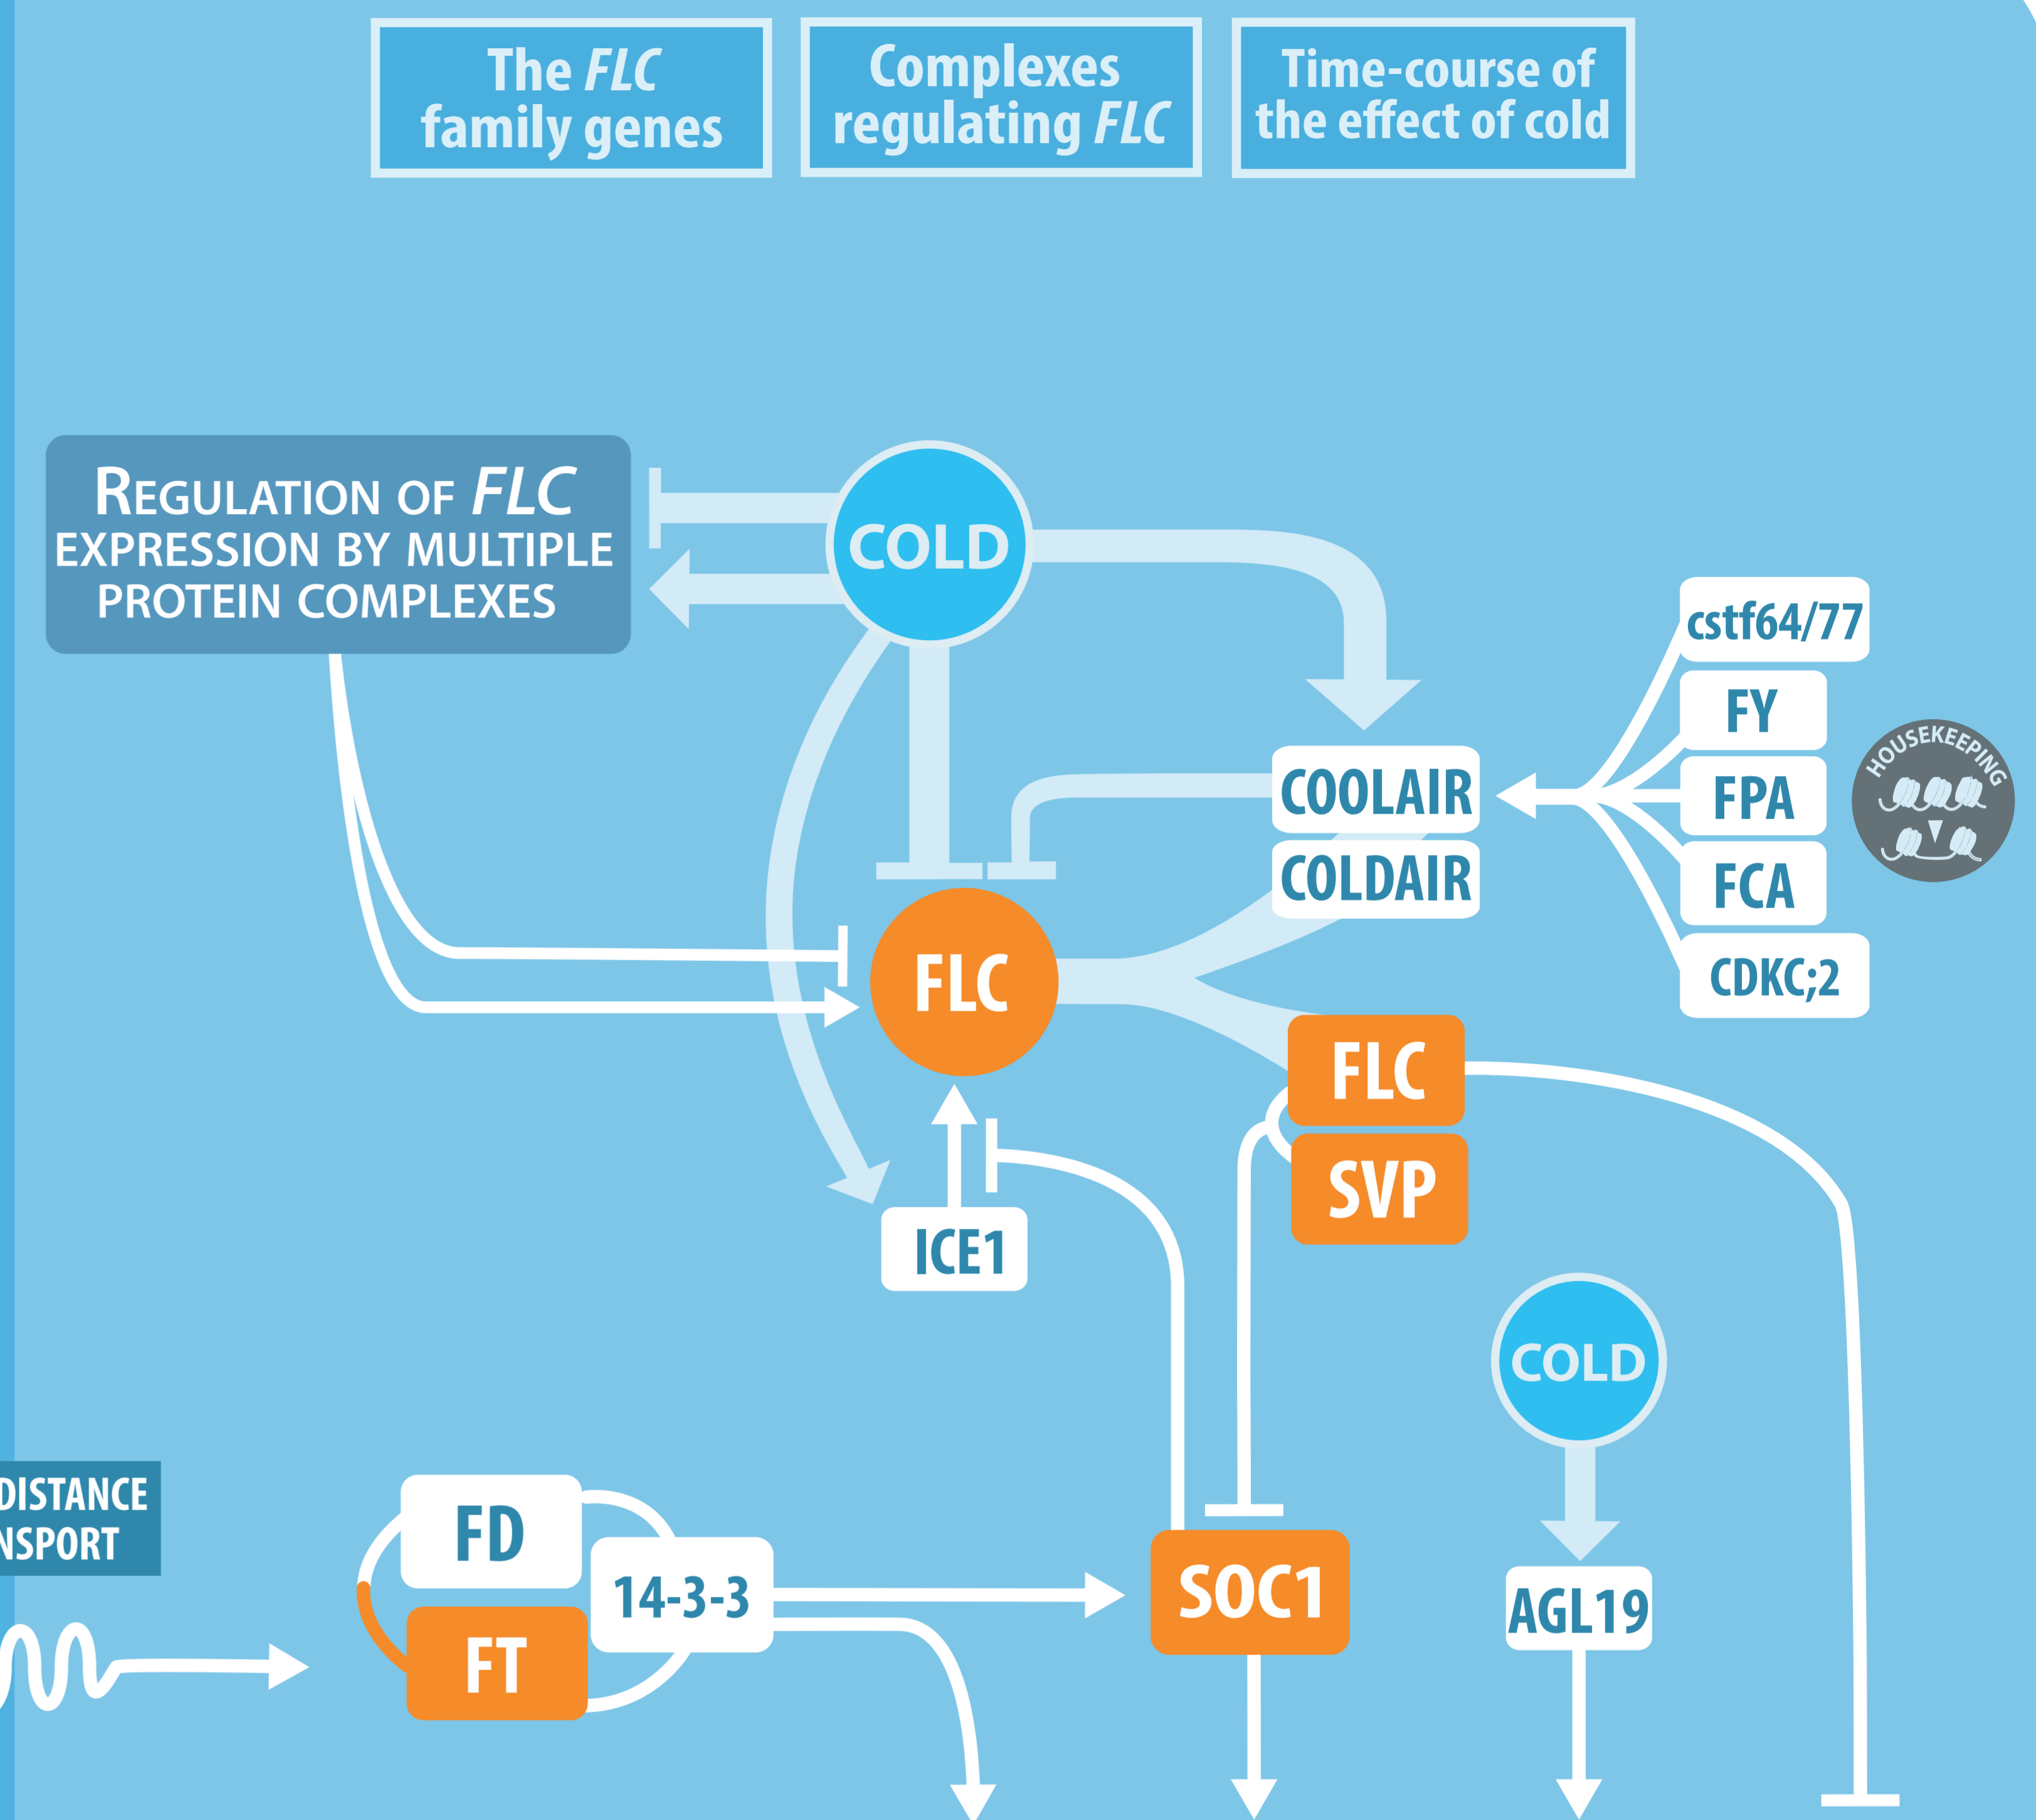 The FLC
family genes
Complexes
regulating FLC
Time-course of
the effect of cold
REGULATION OF FLC
EXPRESSION BY MULTIPLE
PROTEIN COMPLEXES
COLD
cstf64/77
FY
FPA
FCA
CDKC;2
HOUSEKEEPING
COOLAIR
COLDAIR
FLC
FLC
SVP
ICE1
COLD
DISTANCE
NSPORT
FD
FT
14-3-3
SOC1
AGL19